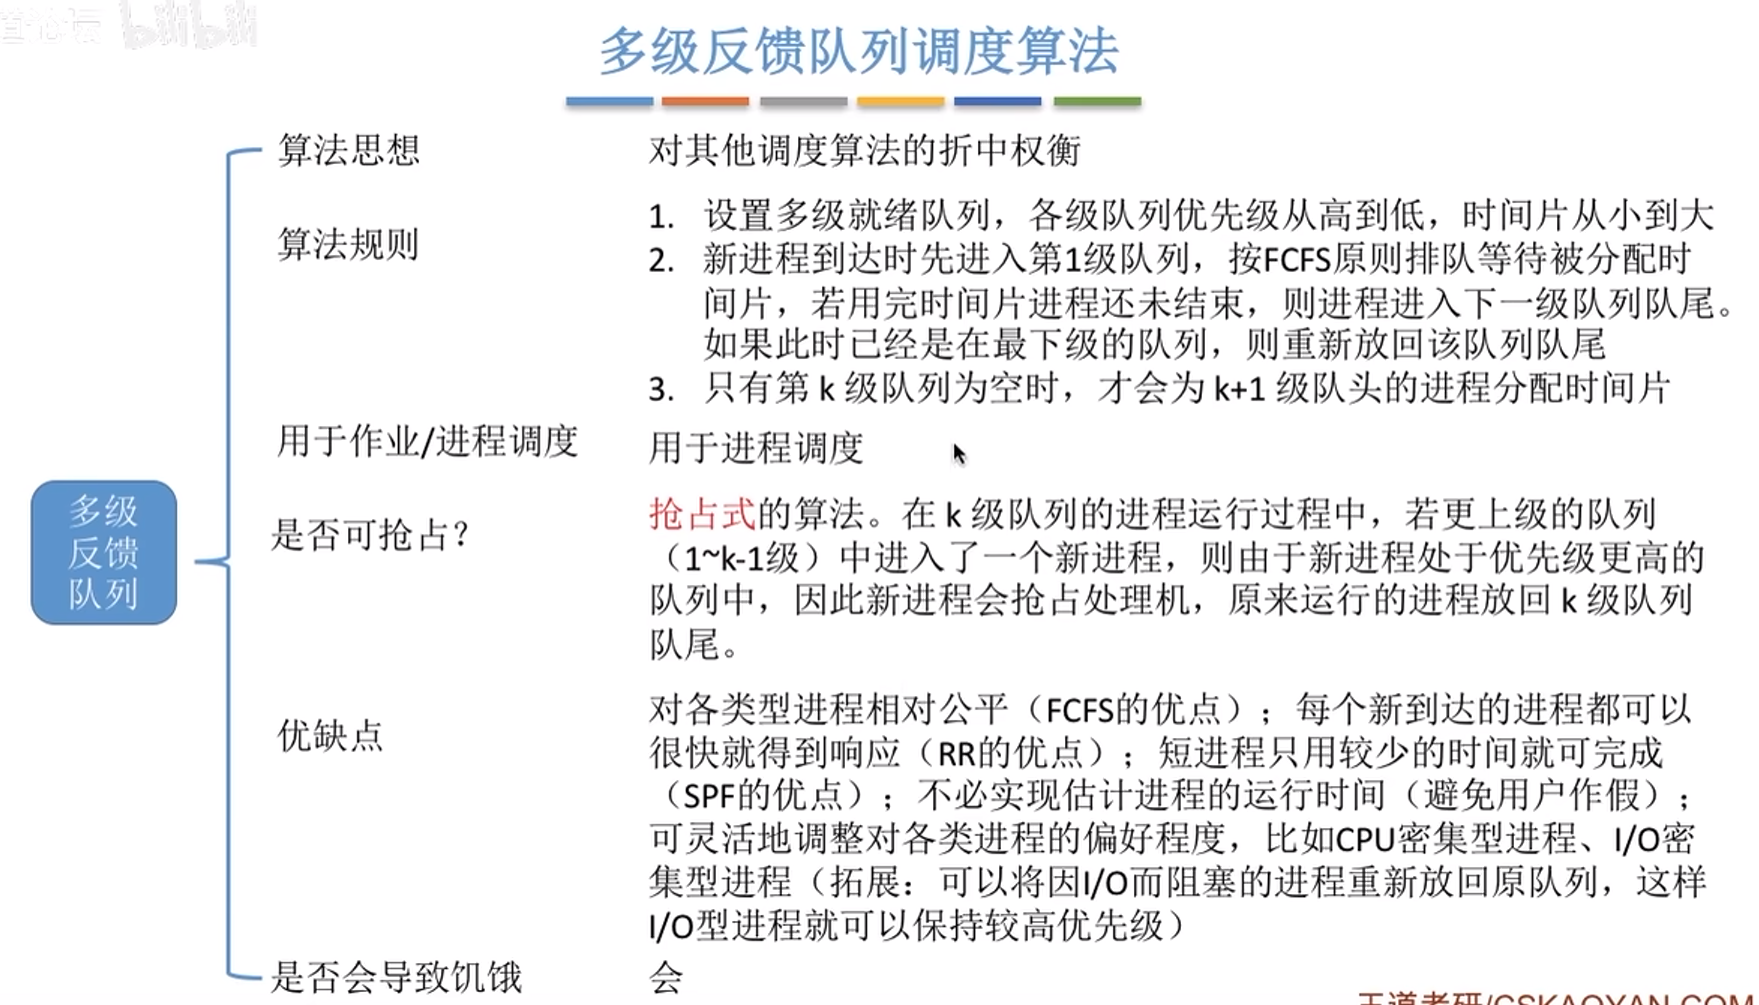 bilibili
多级反馈队列调度算法
算法思想
对其他调度算法的折中权衡
算法规则
1. 设置多级就绪队列，各级队列优先级从高到低，时间片从小到大
2. 新进程到达时先进入第1级队列，按FCFS原则排队等待被分配时
间片，若用完时间片进程还未结束，则进程进入下一级队列队尾。
如果此时已经是在最下级的队列，则重新放回该队列队尾
3. 只有第 k 级队列为空时，才会为 k+1 级队头的进程分配时间片
用于作业/进程调度
用于进程调度
多级
反馈
队列
是否可抢占？
抢占式的算法。在 k 级队列的进程运行过程中，若更上级的队列
（1~k-1级）中进入了一个新进程，则由于新进程处于优先级更高的
队列中，因此新进程会抢占处理机，原来运行的进程放回 k 级队列
队尾。
优缺点
对各类型进程相对公平（FCFS的优点）；每个新到达的进程都可以
很快就得到响应（RR的优点）；短进程只用较少的时间就可完成
（SPF的优点）；不必实现估计进程的运行时间（避免用户作假）；
可灵活地调整对各类进程的偏好程度，比如CPU密集型进程、I/O密
集型进程（拓展：可以将因I/O而阻塞的进程重新放回原队列，这样
I/O型进程就可以保持较高优先级）
是否会导致饥饿
会
王道考研/CSKAOYAN.COM